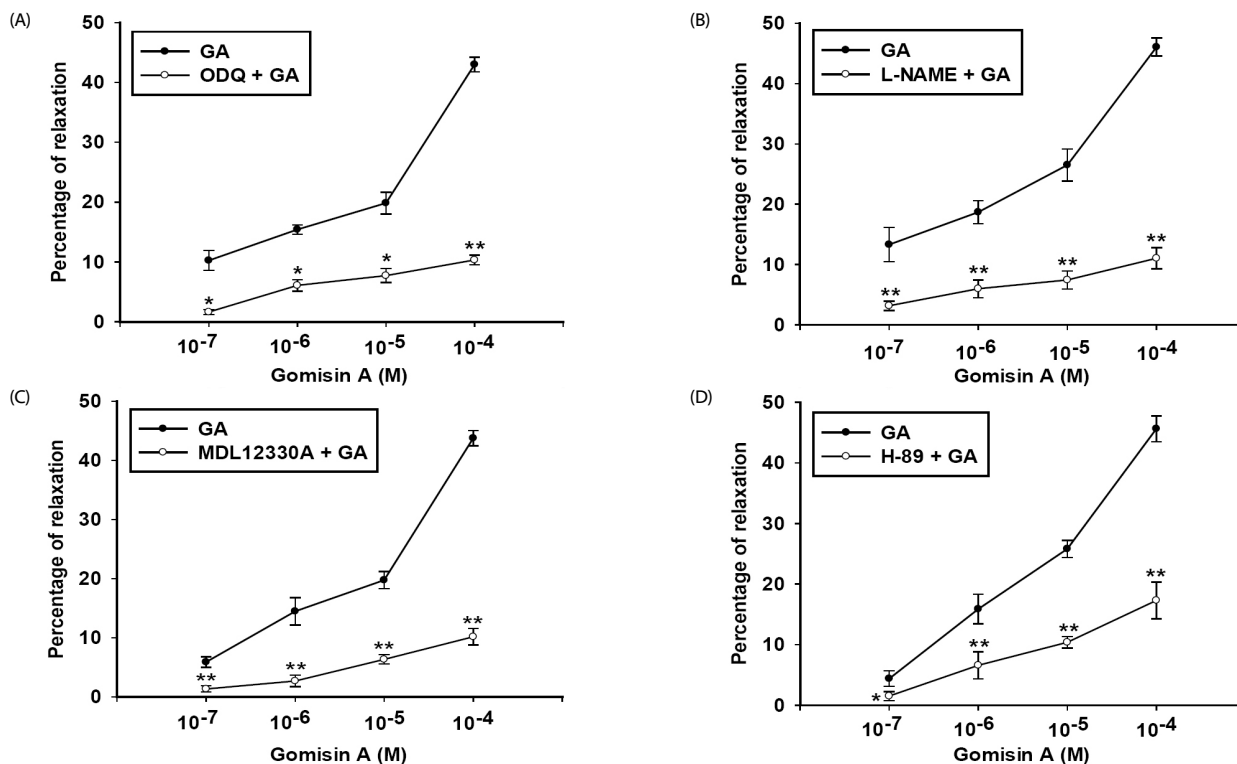 (A)
50
40
30
20
10
0
Percentage of relaxation
GA
ODQ + GA
*
*
*
**
10-7
10-6
10-5
10-4
Gomisin A (M)
(B)
50
40
30
20
10
0
Percentage of relaxation
GA
L-NAME + GA
**
**
**
**
10-7
10-6
10-5
10-4
Gomisin A (M)
(C)
50
40
30
20
10
0
Percentage of relaxation
GA
MDL12330A + GA
**
**
**
**
10-7
10-6
10-5
10-4
Gomisin A (M)
(D)
50
40
30
20
10
0
Percentage of relaxation
GA
H-89 + GA
*
**
**
**
10-7
10-6
10-5
10-4
Gomisin A (M)